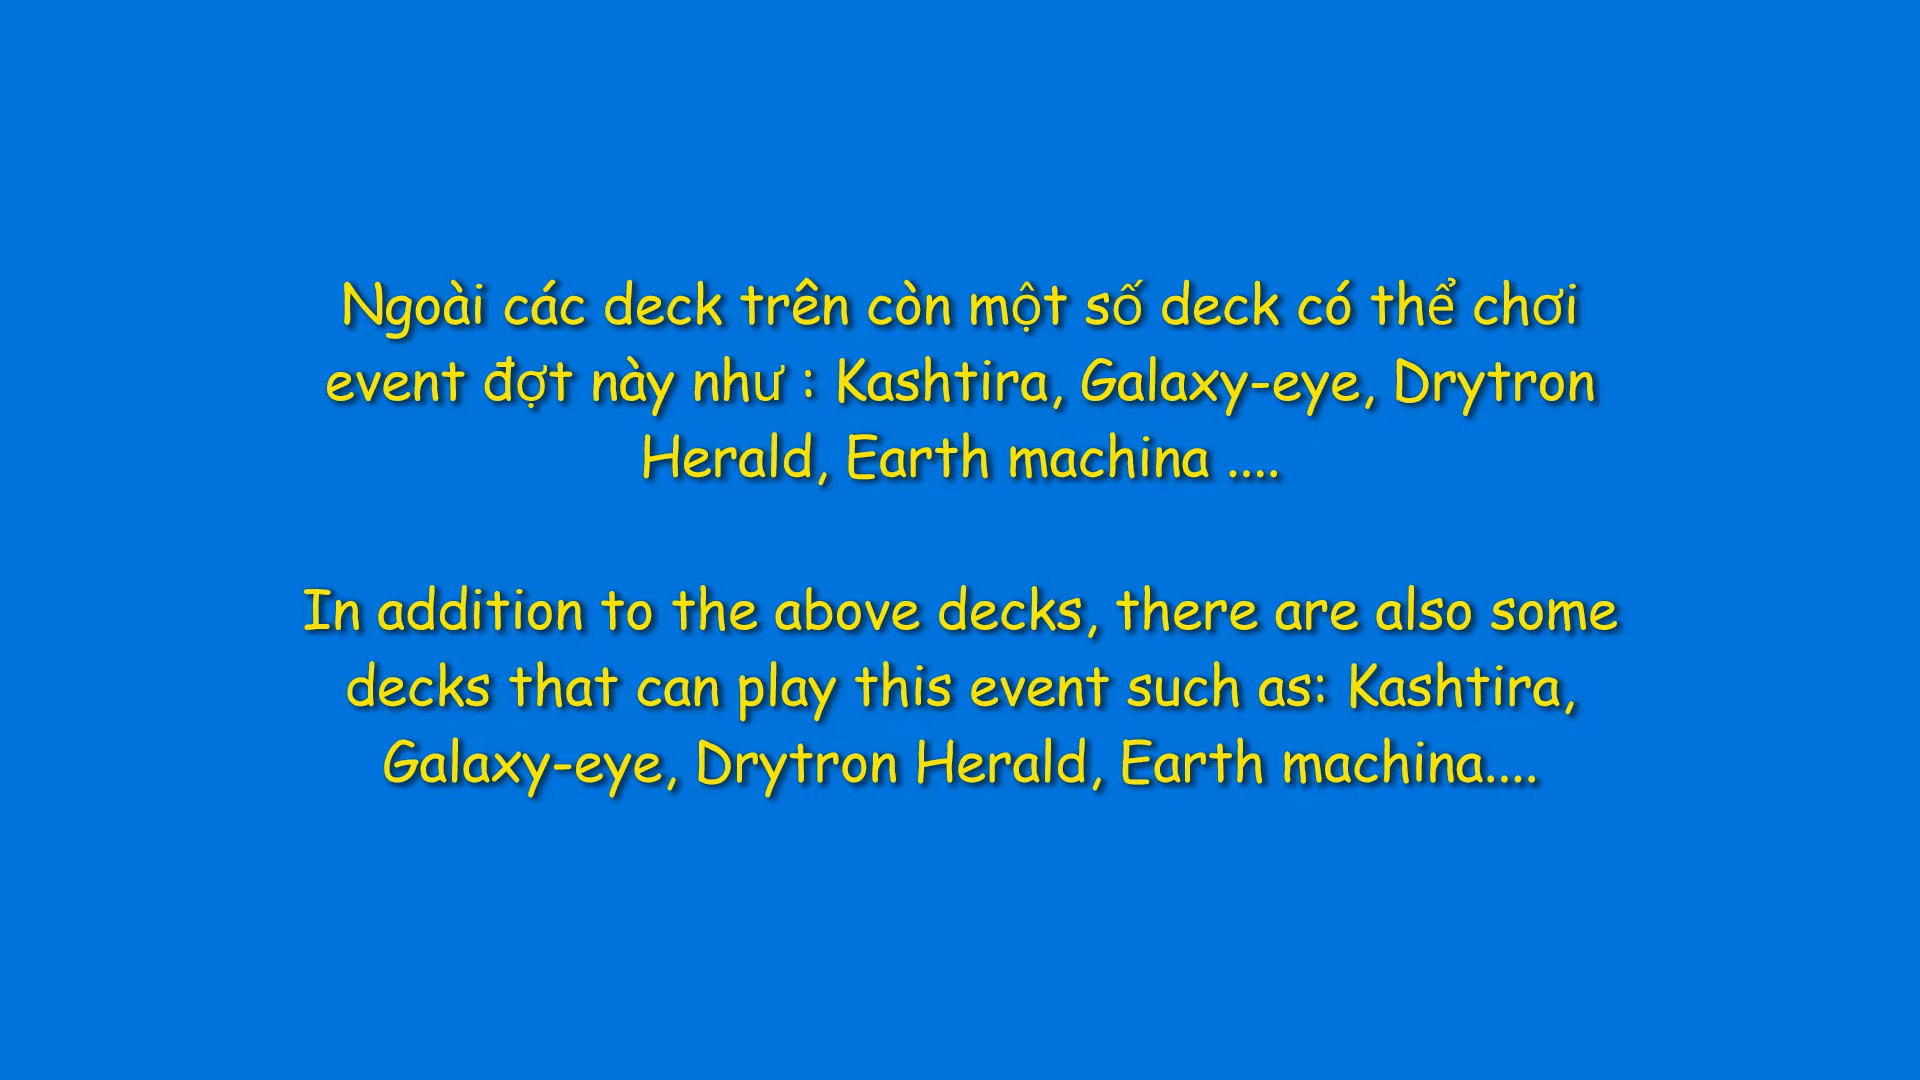 Ngoài các deck trên còn một số deck có thể chơi
event đợt này như : Kashtira, Galaxy-eye, Drytron
Herald, Earth machina ....
In addition to the above decks, there are also some
decks that can play this event such as: Kashtira,
Galaxy-eye, Drytron Herald, Earth machina....